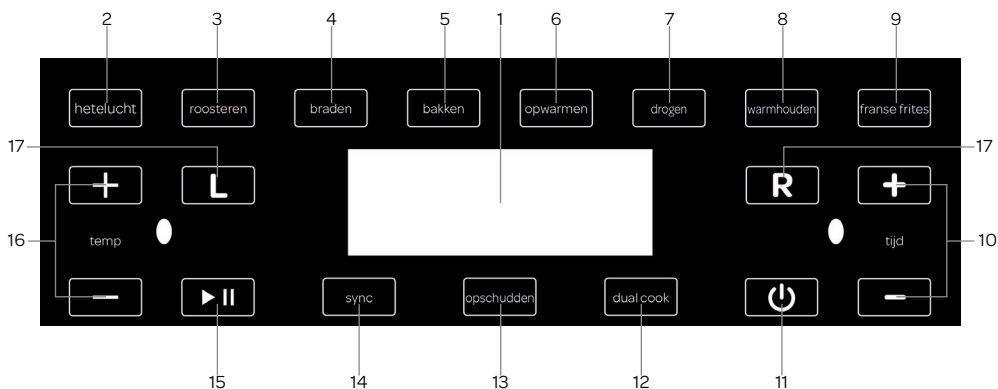 2 3 4 5 1 6 7 8 9
hetelucht roosteren braden bakken opwarmen drogen warmhouden franse frites
17 L R 17
+ +
16 temp tijd 10
- sync opschudden dual cook -
15 14 13 12 11